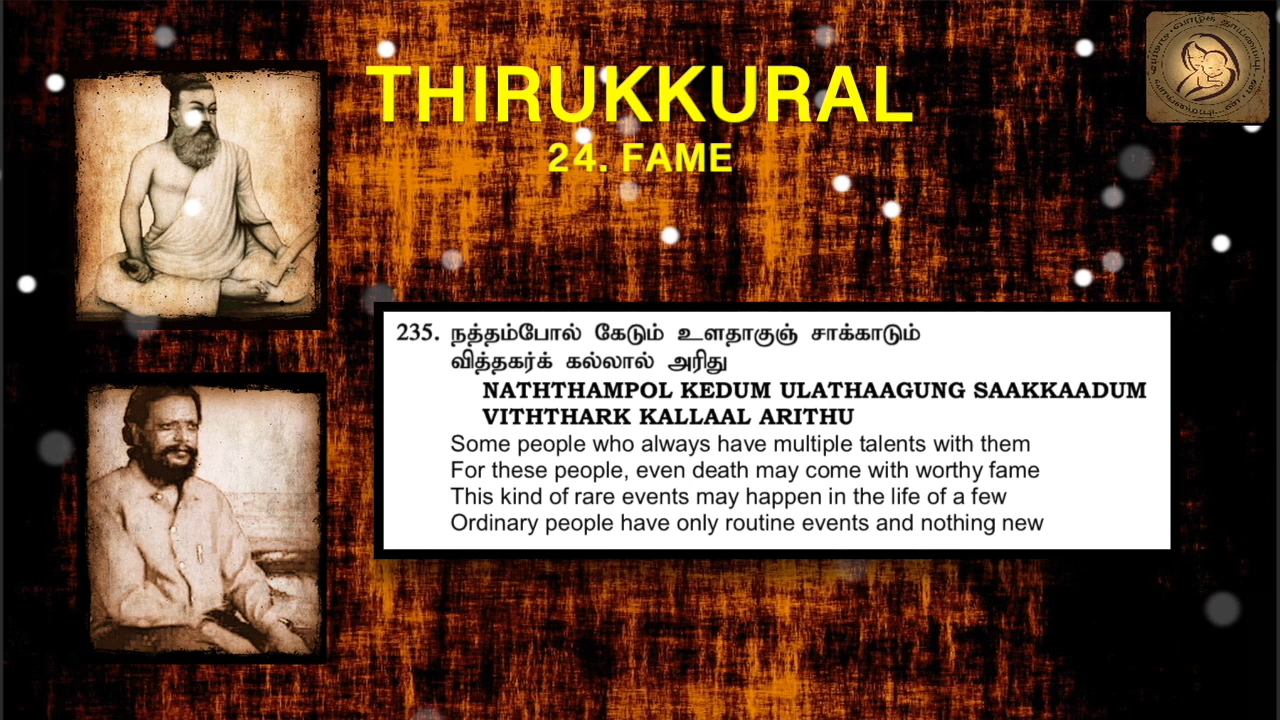 THIRUKKURAL
24. FAME
235. நத்தம்போல் கேடும் உளதாகுஞ் சாக்காடும்
வித்தகர்க் கல்லால் அரிது
NATHTHAMPOL KEDUM ULATHAAGUNG SAAKKAADUM
VITHTHARK KALLAAL ARITHU
Some people who always have multiple talents with them
For these people, even death may come with worthy fame
This kind of rare events may happen in the life of a few
Ordinary people have only routine events and nothing new